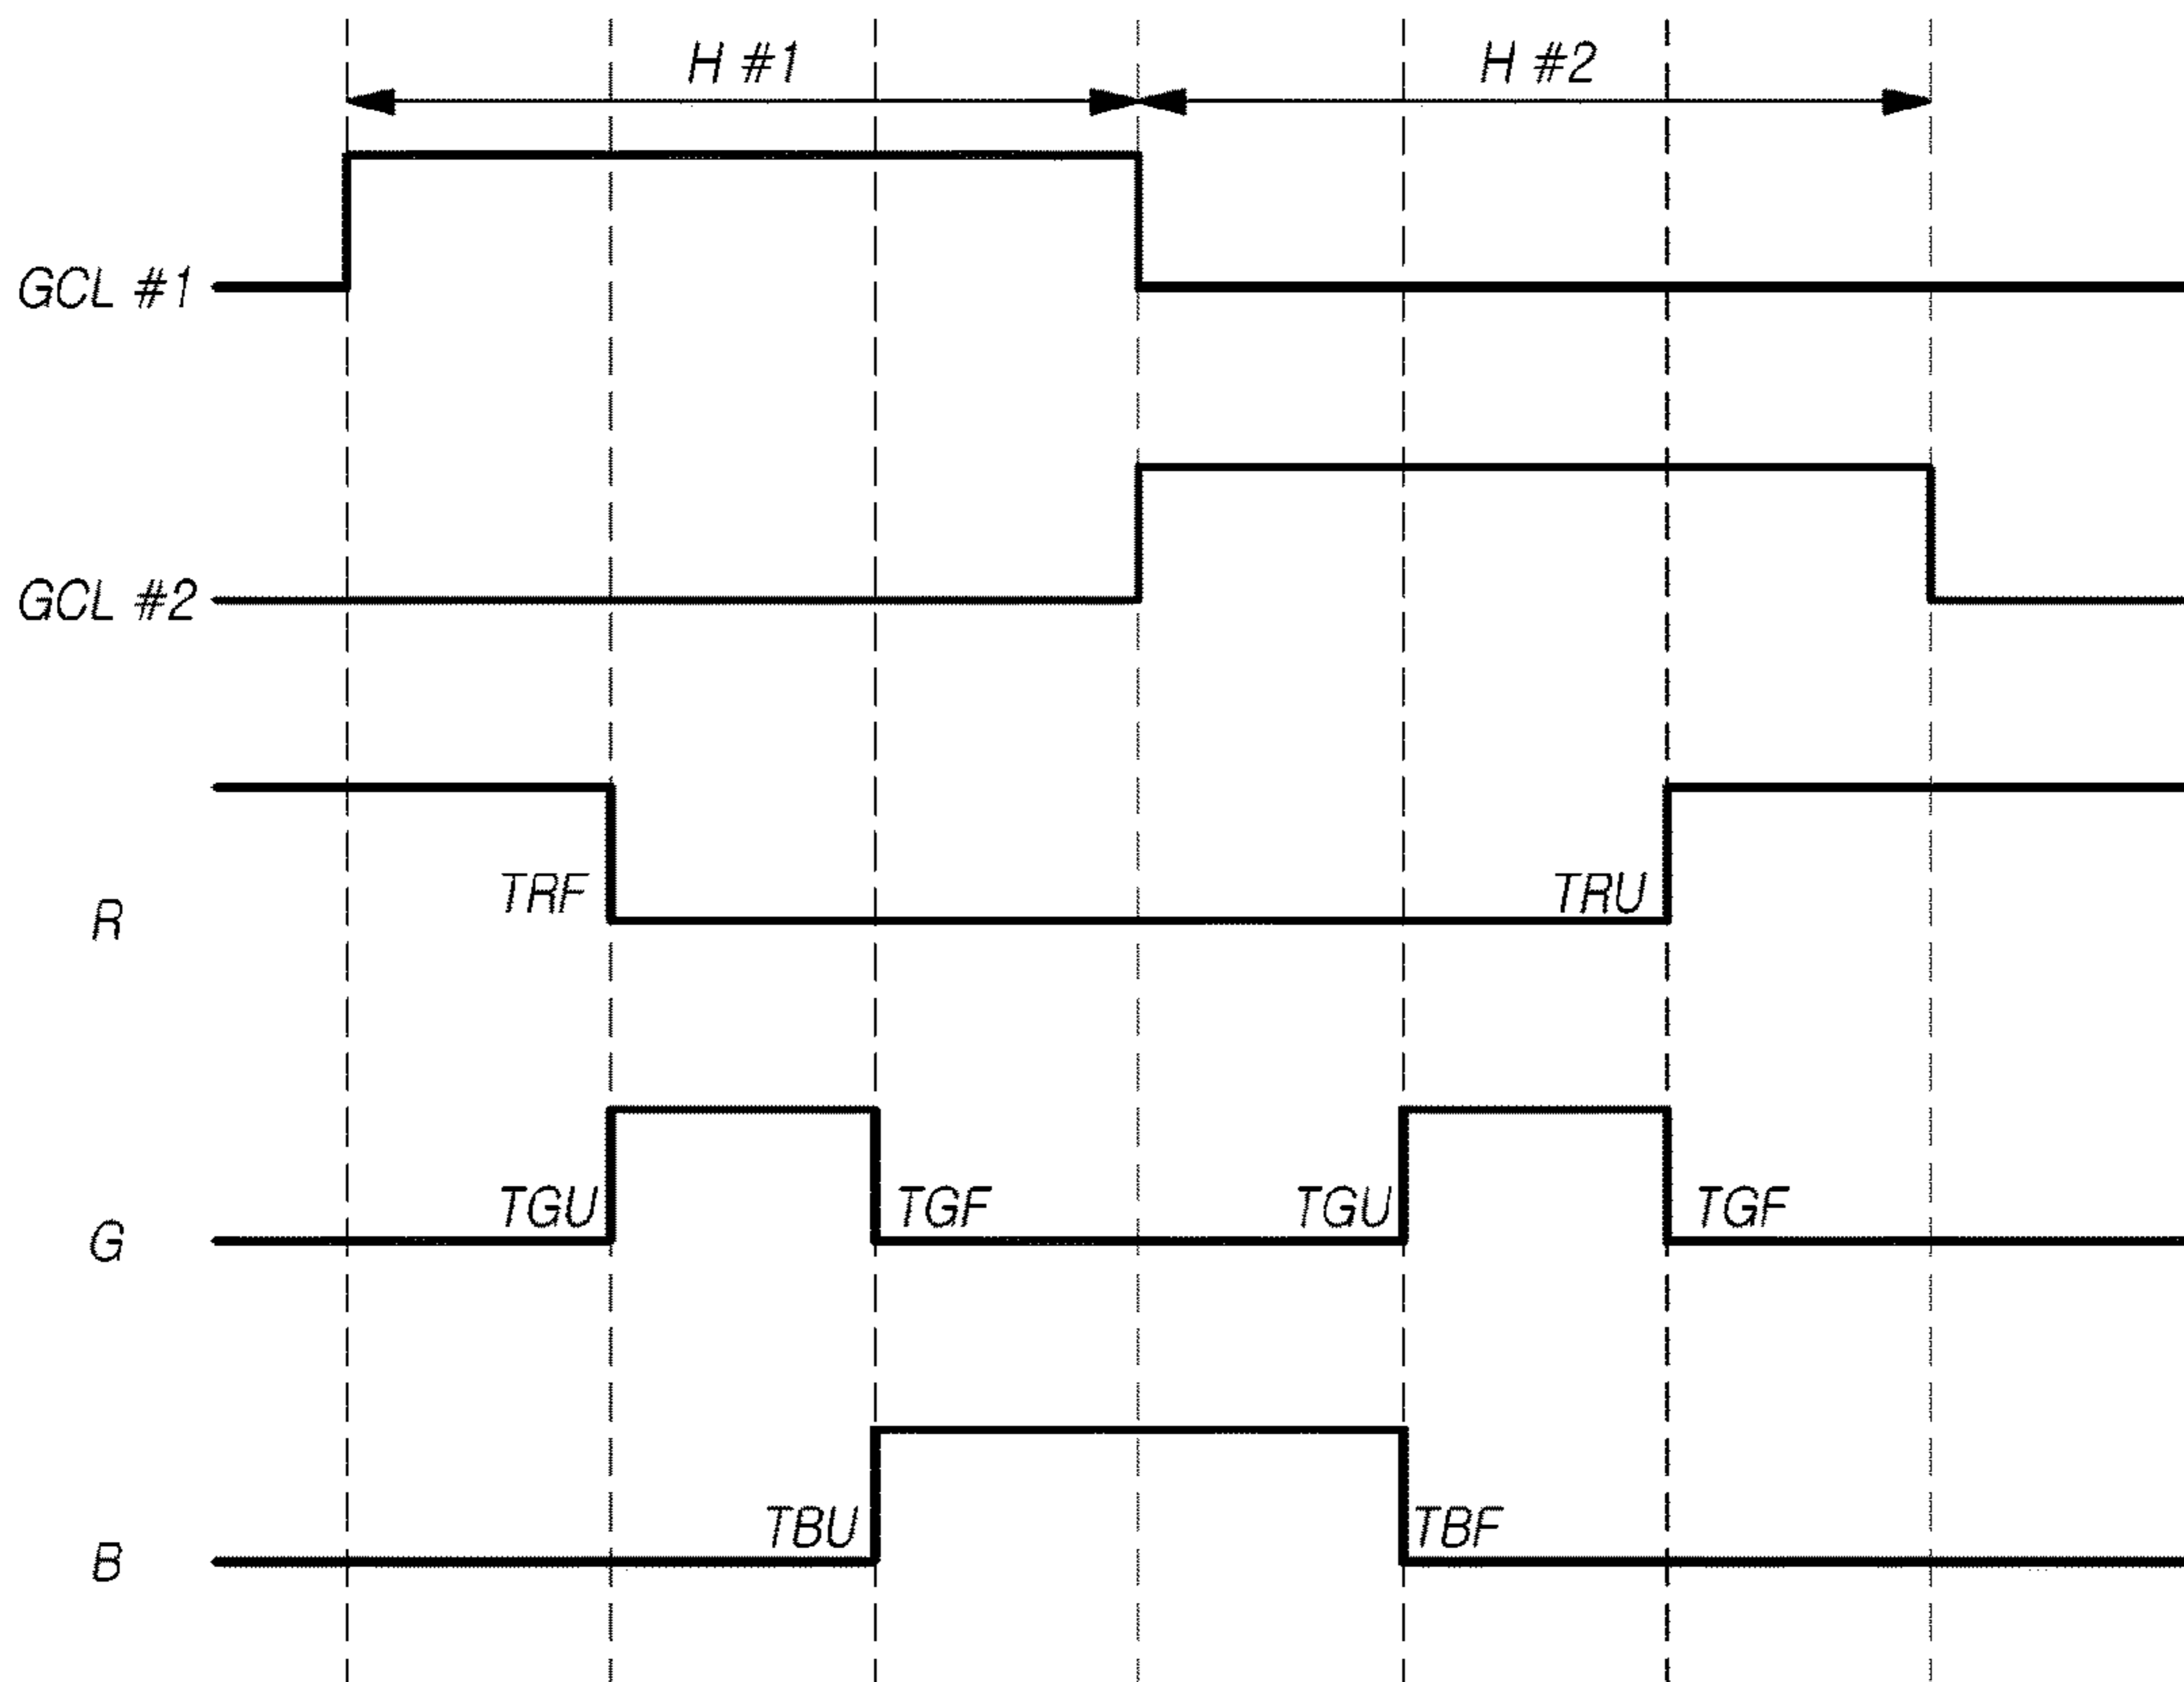 H #1 H #2
GCL #1
GCL #2
TRF TRU
R
TGU TGF TGU TGF
G
TBU TBF
B